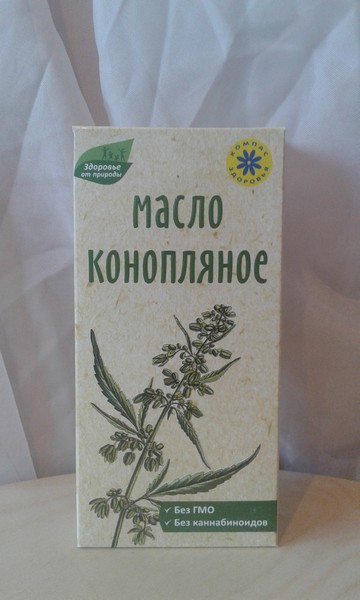 Здоровье
от природы
КОМПАС
ЗДОРОВЬЯ
МАСЛО
КОНОПЛЯНОЕ
✓ Без ГМО
✓ Без каннабиноидов